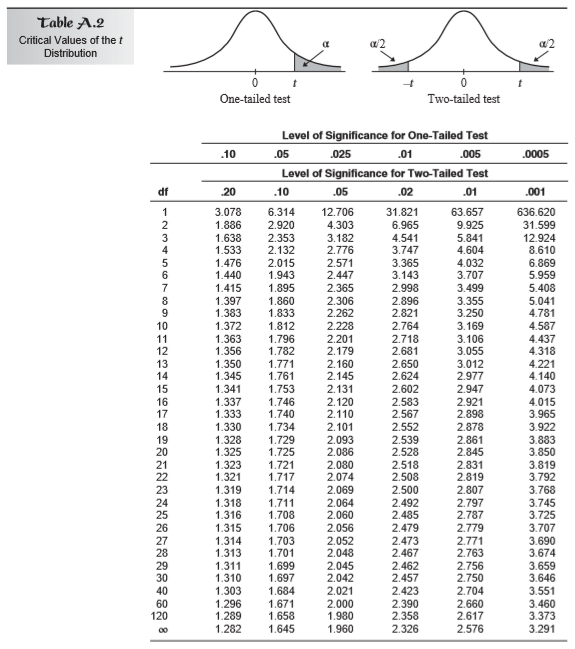 Table A.2
Critical Values of the t
Distribution
α
α/2
α/2
0 t
-t 0 t
One-tailed test
Two-tailed test
Level of Significance for One-Tailed Test
.10 .05 .025 .01 .005 .0005
Level of Significance for Two-Tailed Test
df .20 .10 .05 .02 .01 .001
1 3.078 6.314 12.706 31.821 63.657 636.620
2 1.886 2.920 4.303 6.965 9.925 31.599
3 1.638 2.353 3.182 4.541 5.841 12.924
4 1.533 2.132 2.776 3.747 4.604 8.610
5 1.476 2.015 2.571 3.365 4.032 6.869
6 1.440 1.943 2.447 3.143 3.707 5.959
7 1.415 1.895 2.365 2.998 3.499 5.408
8 1.397 1.860 2.306 2.896 3.355 5.041
9 1.383 1.833 2.262 2.821 3.250 4.781
10 1.372 1.812 2.228 2.764 3.169 4.587
11 1.363 1.796 2.201 2.718 3.106 4.437
12 1.356 1.782 2.179 2.681 3.055 4.318
13 1.350 1.771 2.160 2.650 3.012 4.221
14 1.345 1.761 2.145 2.624 2.977 4.140
15 1.341 1.753 2.131 2.602 2.947 4.073
16 1.337 1.746 2.120 2.583 2.921 4.015
17 1.333 1.740 2.110 2.567 2.898 3.965
18 1.330 1.734 2.101 2.552 2.878 3.922
19 1.328 1.729 2.093 2.539 2.861 3.883
20 1.325 1.725 2.086 2.528 2.845 3.850
21 1.323 1.721 2.080 2.518 2.831 3.819
22 1.321 1.717 2.074 2.508 2.819 3.792
23 1.319 1.714 2.069 2.500 2.807 3.768
24 1.318 1.711 2.064 2.492 2.797 3.745
25 1.316 1.708 2.060 2.485 2.787 3.725
26 1.315 1.706 2.056 2.479 2.779 3.707
27 1.314 1.703 2.052 2.473 2.771 3.690
28 1.313 1.701 2.048 2.467 2.763 3.674
29 1.311 1.699 2.045 2.462 2.756 3.659
30 1.310 1.697 2.042 2.457 2.750 3.646
40 1.303 1.684 2.021 2.423 2.704 3.551
60 1.296 1.671 2.000 2.390 2.660 3.460
120 1.289 1.658 1.980 2.358 2.617 3.373
∞ 1.282 1.645 1.960 2.326 2.576 3.291